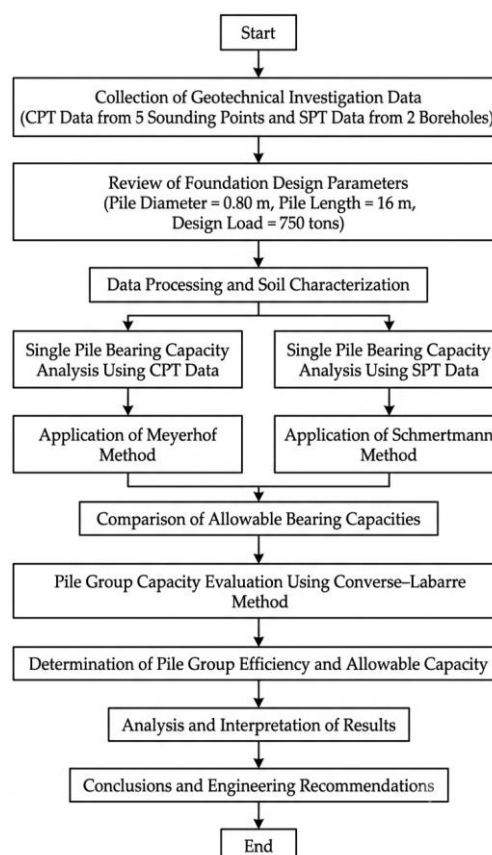 Start
Collection of Geotechnical Investigation Data
(CPT Data from 5 Sounding Points and SPT Data from 2 Boreholes)
Review of Foundation Design Parameters
(Pile Diameter = 0.80 m, Pile Length = 16 m,
Design Load = 750 tons)
Data Processing and Soil Characterization
Single Pile Bearing Capacity
Analysis Using CPT Data
Single Pile Bearing Capacity
Analysis Using SPT Data
Application of Meyerhof
Method
Application of Schmertmann
Method
Comparison of Allowable Bearing Capacities
Pile Group Capacity Evaluation Using Converse–Labarre
Method
Determination of Pile Group Efficiency and Allowable Capacity
Analysis and Interpretation of Results
Conclusions and Engineering Recommendations
End